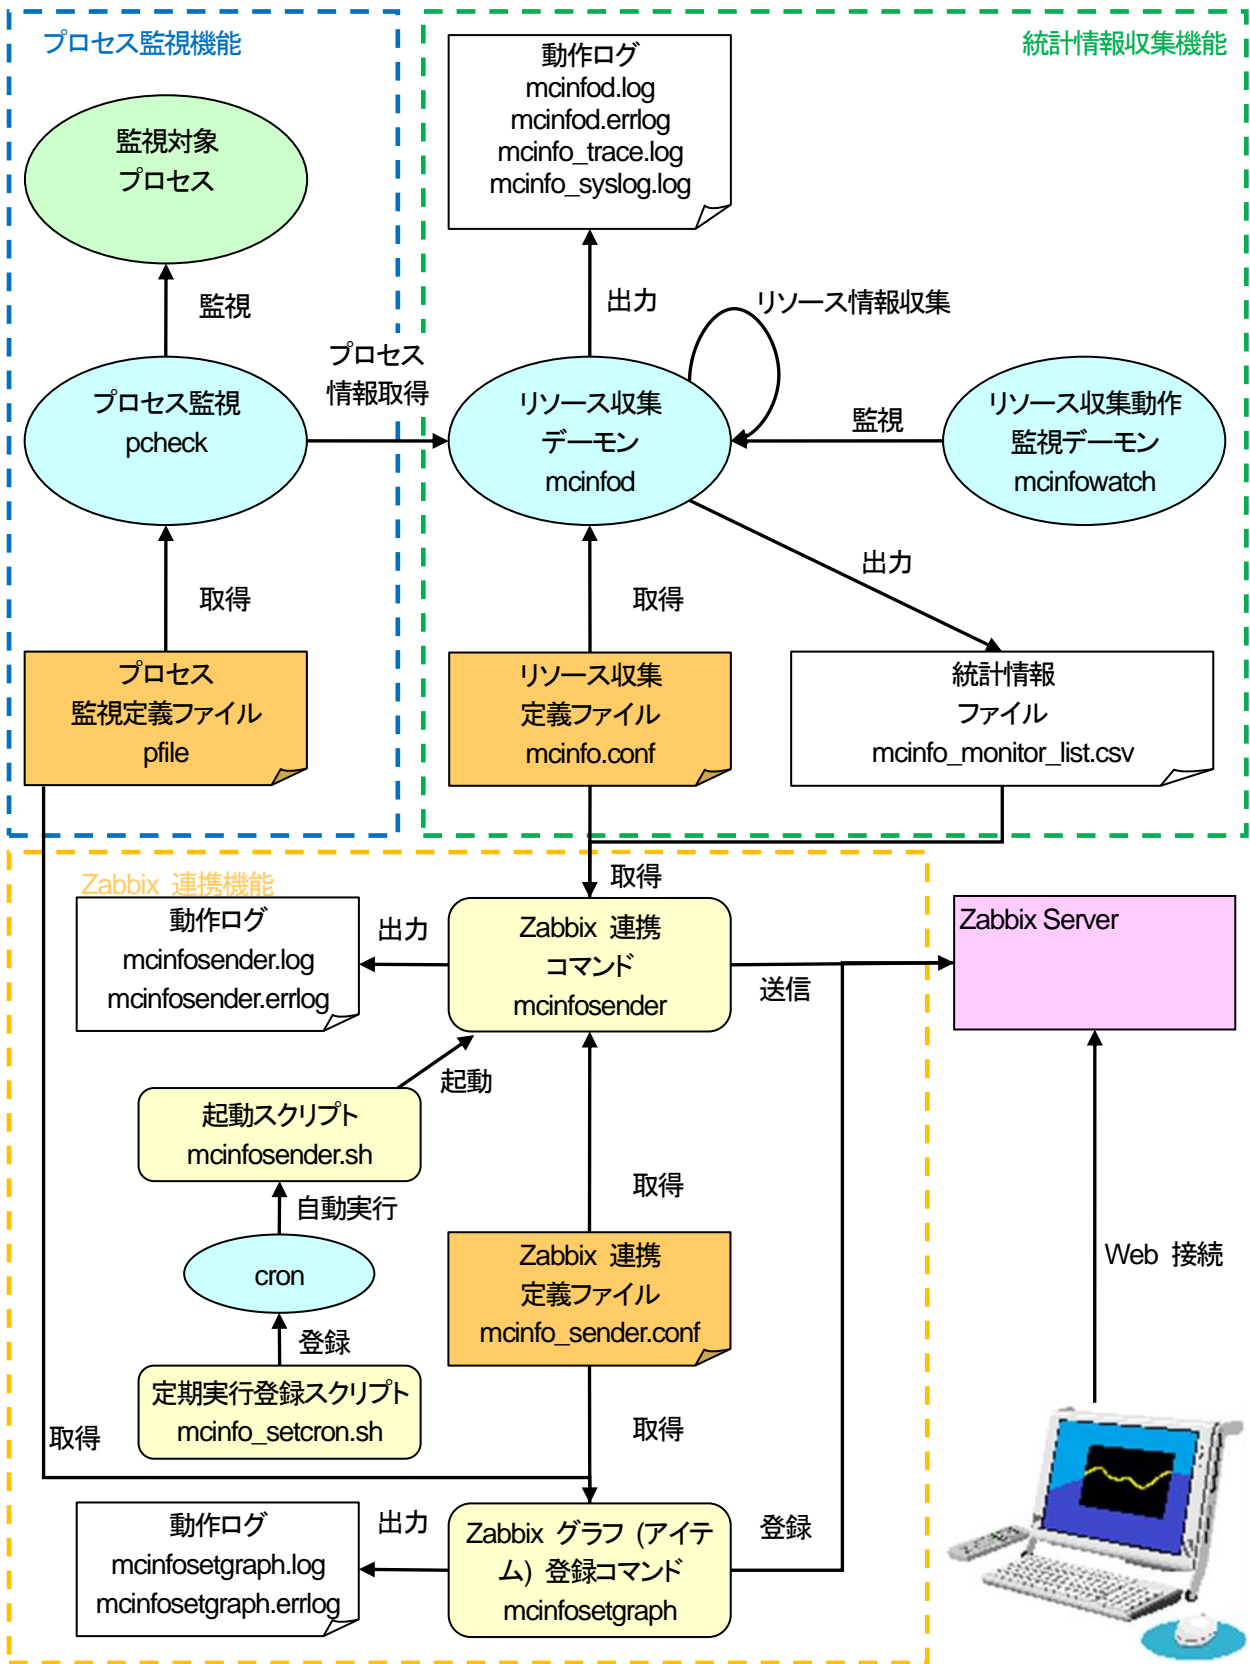 プロセス監視機能
監視対象
プロセス
監視
プロセス監視
pcheck
取得
プロセス
監視定義ファイル
pfile
プロセス
情報取得
統計情報収集機能
動作ログ
mcinfod.log
mcinfod.errlog
mcinfo_trace.log
mcinfo_syslog.log
出力
リソース情報収集
リソース収集
デーモン
mcinfod
監視
リソース収集動作
監視デーモン
mcinfowatch
取得
出力
リソース収集
定義ファイル
mcinfo.conf
統計情報
ファイル
mcinfo_monitor_list.csv
Zabbix 連携機能
取得
動作ログ
mcinfosender.log
mcinfosender.errlog
出力
Zabbix 連携
コマンド
mcinfosender
送信
Zabbix Server
起動
起動スクリプト
mcinfosender.sh
自動実行
cron
登録
定期実行登録スクリプト
mcinfo_setcron.sh
取得
Zabbix 連携
定義ファイル
mcinfo_sender.conf
Web 接続
取得
取得
動作ログ
mcinfosetgraph.log
mcinfosetgraph.errlog
出力
Zabbix グラフ (アイテ
ム) 登録コマンド
mcinfosetgraph
登録